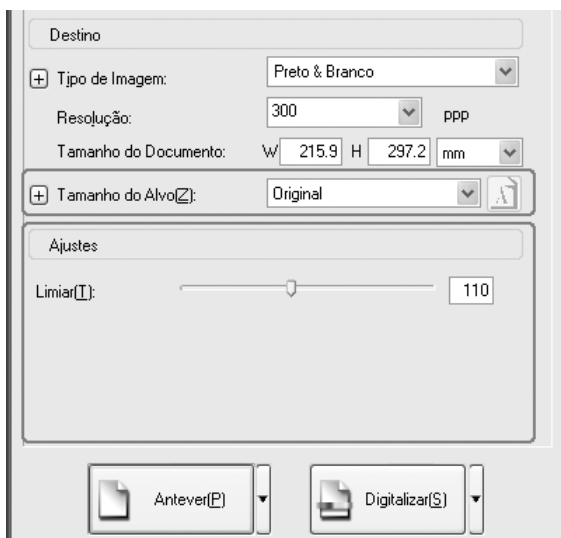 Destino
Tipo de Imagem: Preto & Branco
Resolução: 300 ppp
Tamanho do Documento: W 215.9 H 297.2 mm
Tamanho do Alvo(Z): Original
Ajustes
Limiar(T): 110
Antever(P) Digitalizar(S)